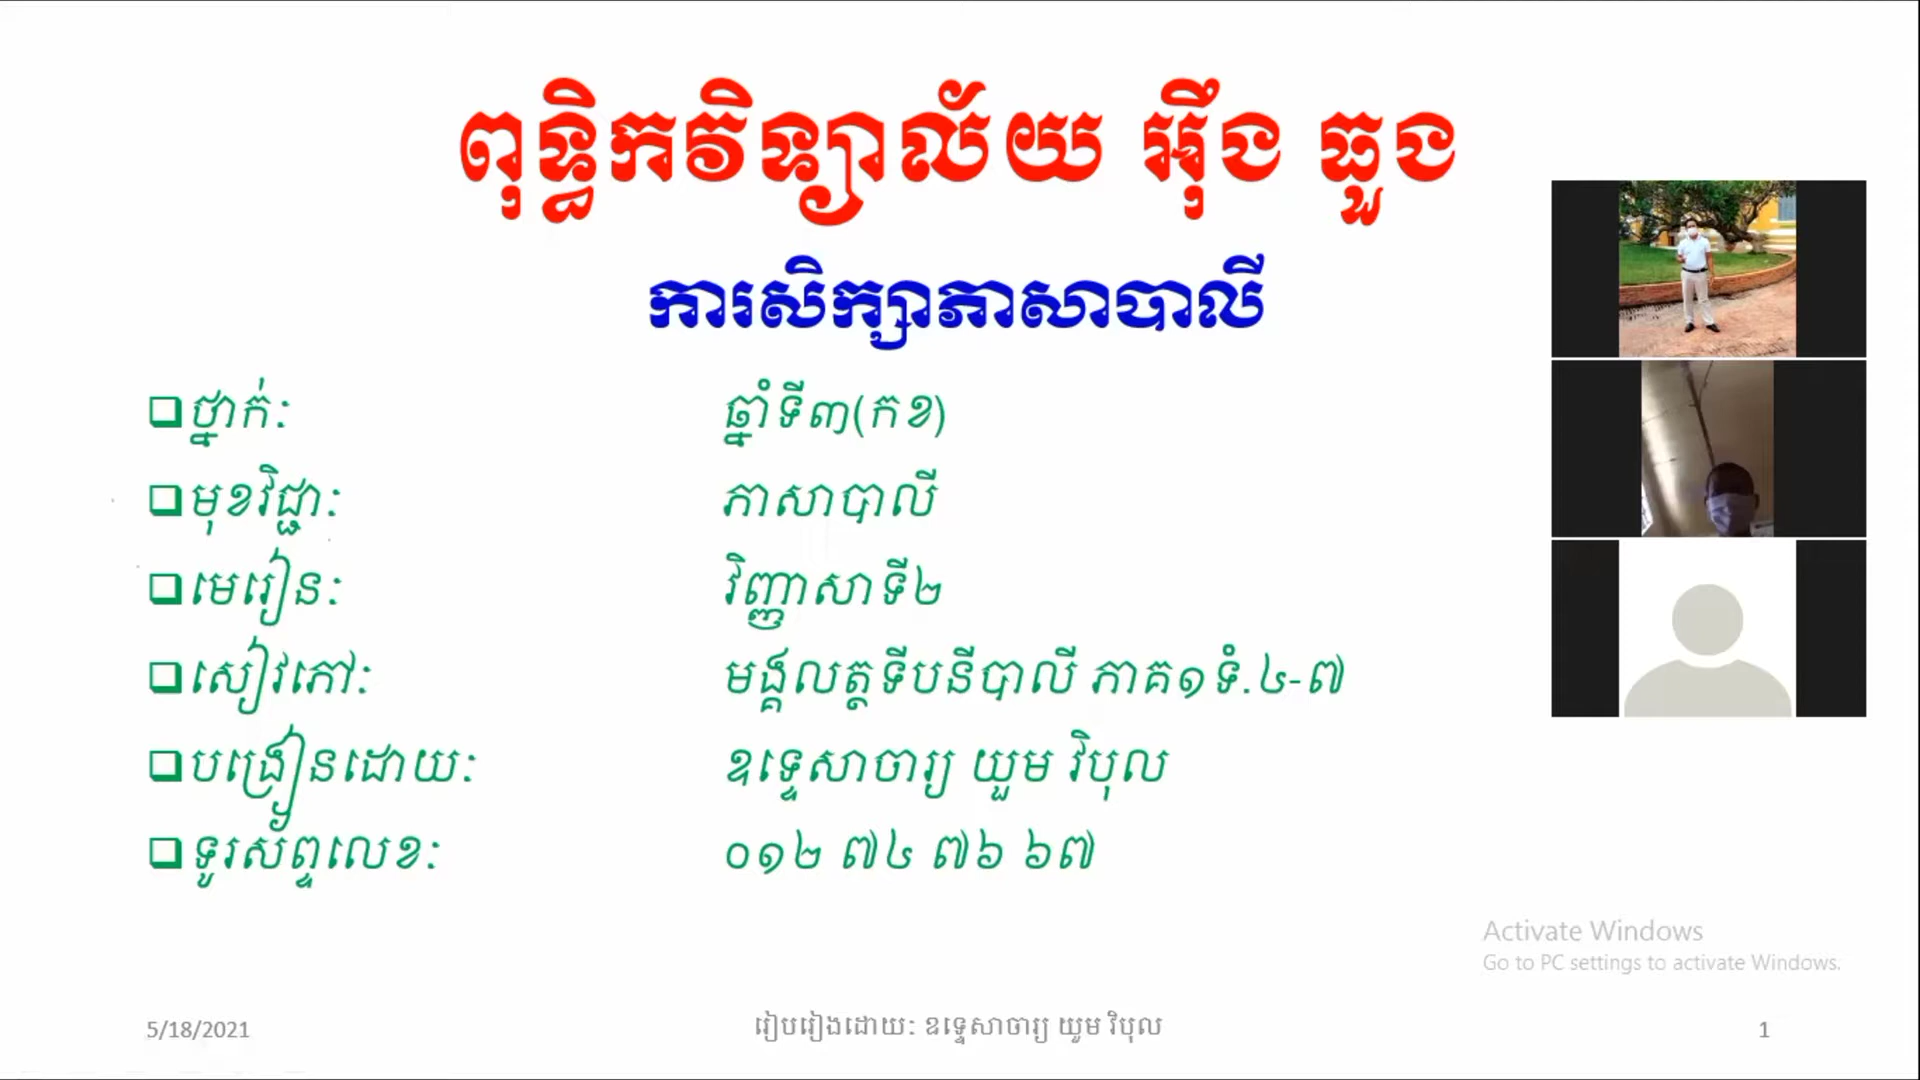 ពុទ្ធិកវិទ្យាល័យ អ៊ឹង ធួង
ការសិក្សាភាសាបាលី
❑ថ្នាក់ៈ ឆ្នាំទី៣(កខ)
❑មុខវិជ្ជាៈ ភាសាបាលី
❑មេរៀនៈ វិញ្ញាសាទី២
❑សៀវភៅៈ មង្គលត្ថទីបនីបាលី ភាគ១ទំ.៤-៧
❑បង្រៀនដោយៈ ឧទ្ទេសាចារ្យ យួម វិបុល
❑ទូរស័ព្ទលេខៈ ០១២ ៧៤ ៧៦ ៦៧
Activate Windows
Go to PC settings to activate Windows.
5/18/2021 រៀបរៀងដោយៈ ឧទ្ទេសាចារ្យ យួម វិបុល 1